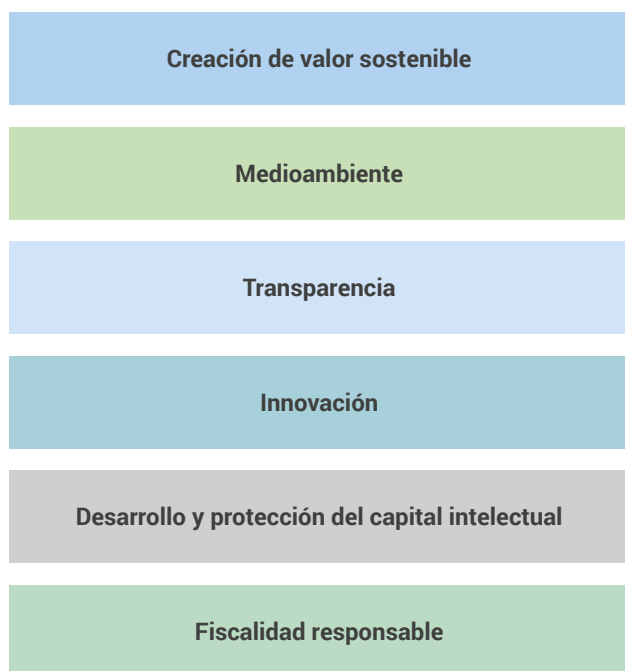 Creación de valor sostenible
Medioambiente
Transparencia
Innovación
Desarrollo y protección del capital intelectual
Fiscalidad responsable